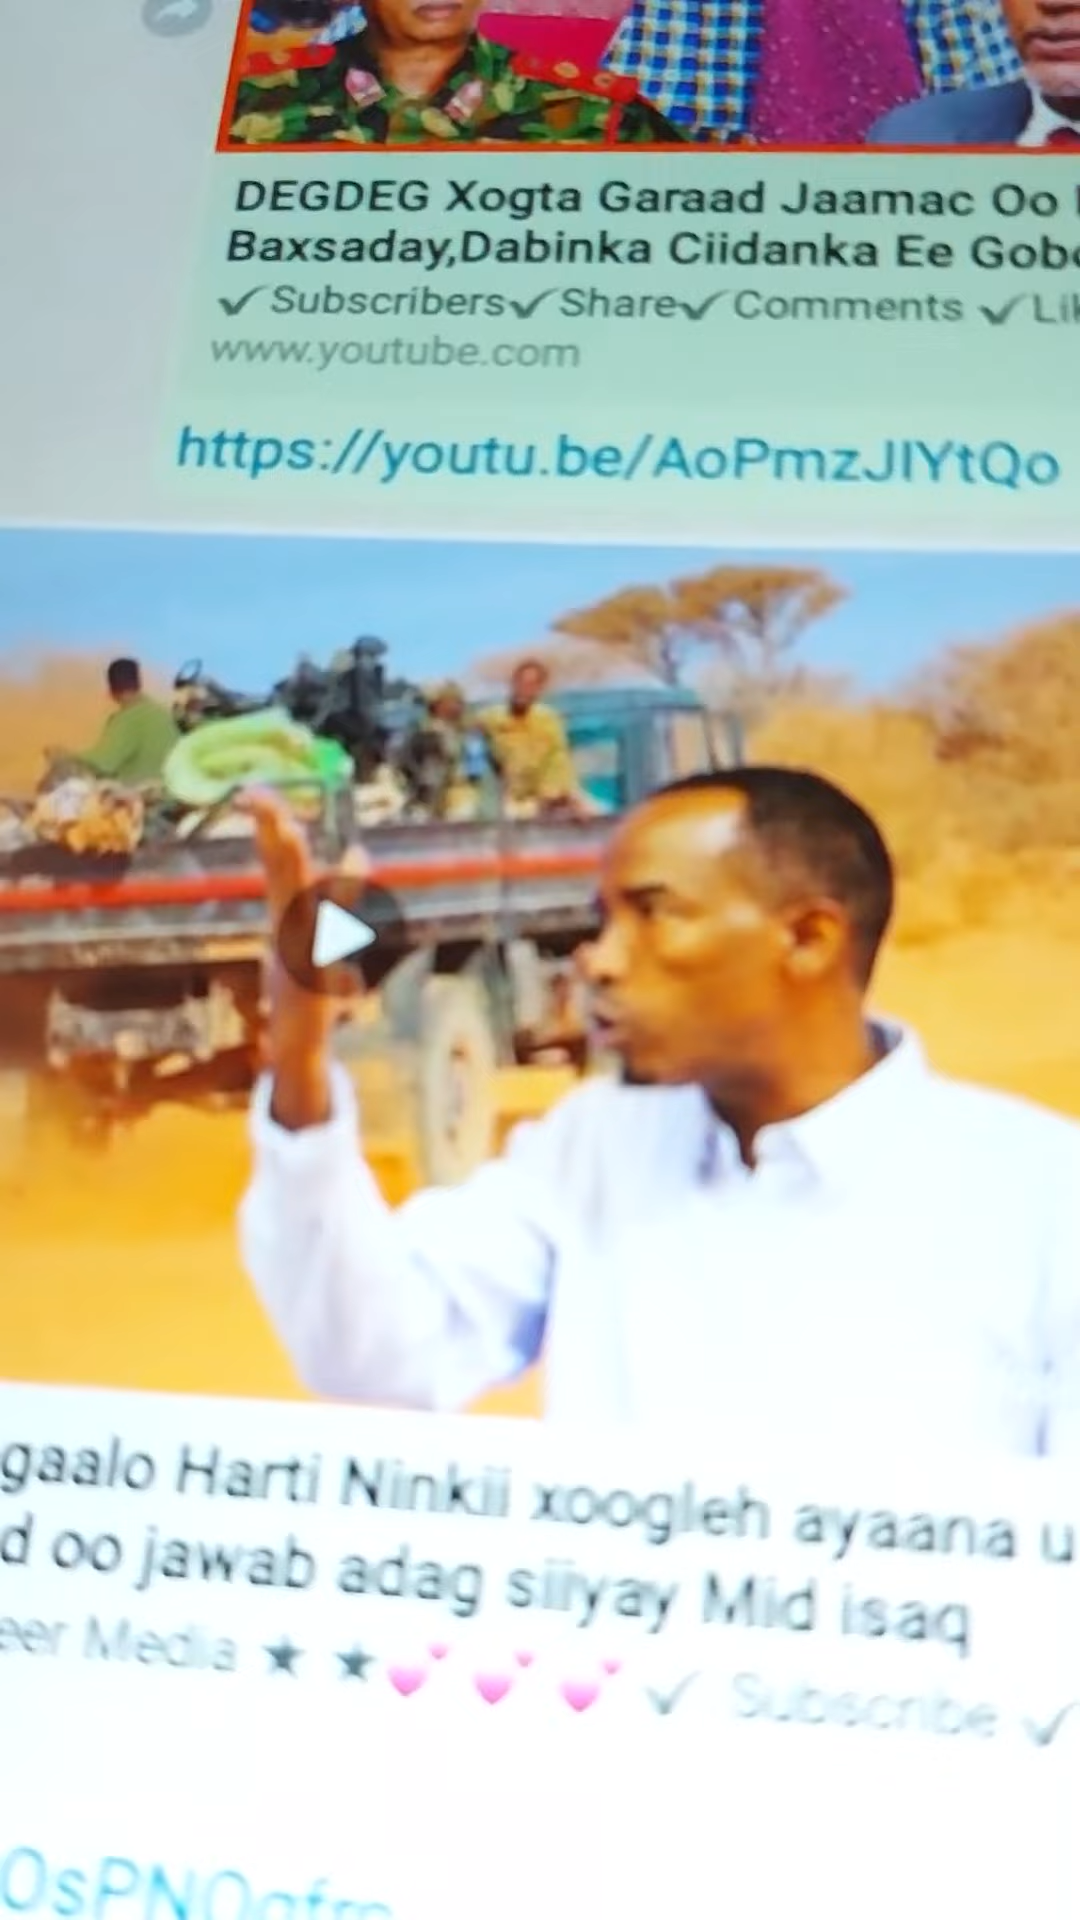 DEGDEG Xogta Garaad Jaamac Oo
Baxsaday,Dabinka Ciidanka Ee
✓Subscribers✓Share✓Comments ✓
www.youtube.com
https://youtu.be/AoPmzJIYtQo
gaalo Harti Ninkii xoogleh ayaana u
d oo jawab adag siiyay Mid isaq
eer Media ★ ★💕 💕 💕 ✓ Subscribe ✓